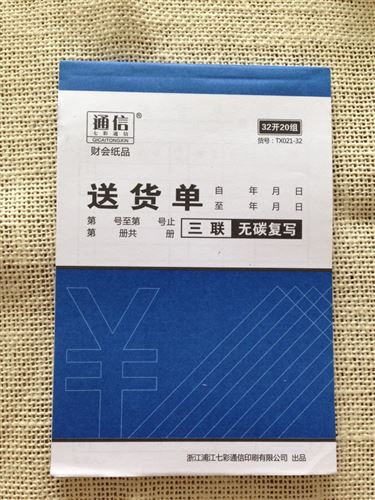 通信®
七彩通信
QICAITONGXIN
财会纸品
32开20组
货号：TX021-32
送货单
自 年 月 日
至 年 月 日
第 号至第 号止
第 册共 册
三联 无碳复写
浙江浦江七彩通信印刷有限公司 出品